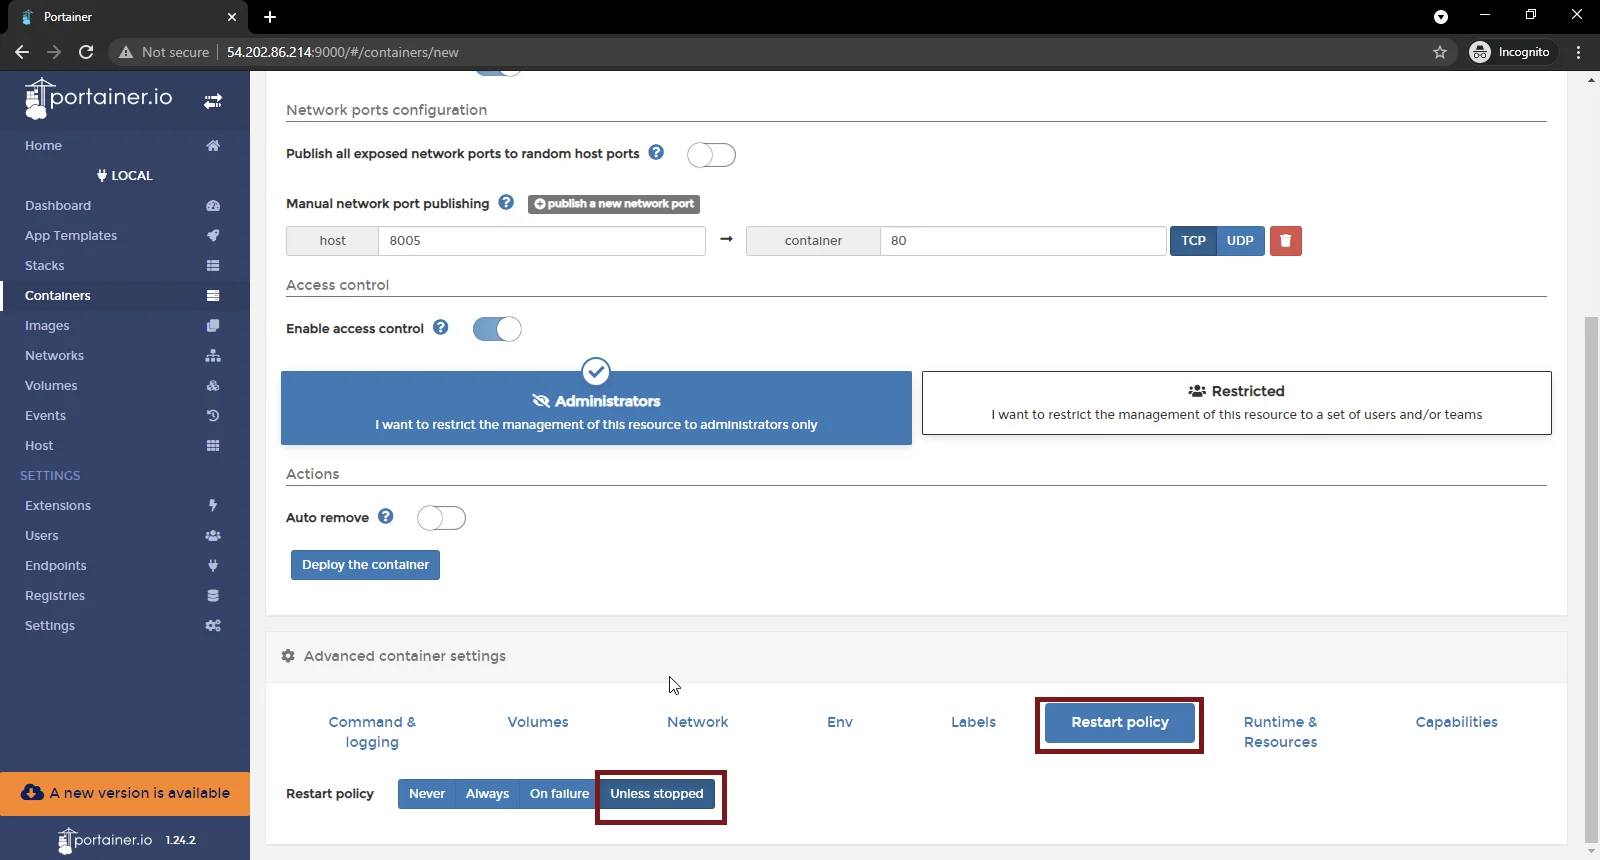 Portainer
Not secure
54.202.86.214:9000/#/containers/new
Incognito
portainer.io
Home
LOCAL
Dashboard
App Templates
Stacks
Containers
Images
Networks
Volumes
Events
Host
SETTINGS
Extensions
Users
Endpoints
Registries
Settings
A new version is available
portainer.io 1.24.2
Network ports configuration
Publish all exposed network ports to random host ports
Manual network port publishing
publish a new network port
host 8005 → container 80 TCP UDP
Access control
Enable access control
Administrators
I want to restrict the management of this resource to administrators only
Restricted
I want to restrict the management of this resource to a set of users and/or teams
Actions
Auto remove
Deploy the container
Advanced container settings
Command &
logging
Volumes
Network
Env
Labels
Restart policy
Runtime &
Resources
Capabilities
Restart policy Never Always On failure Unless stopped